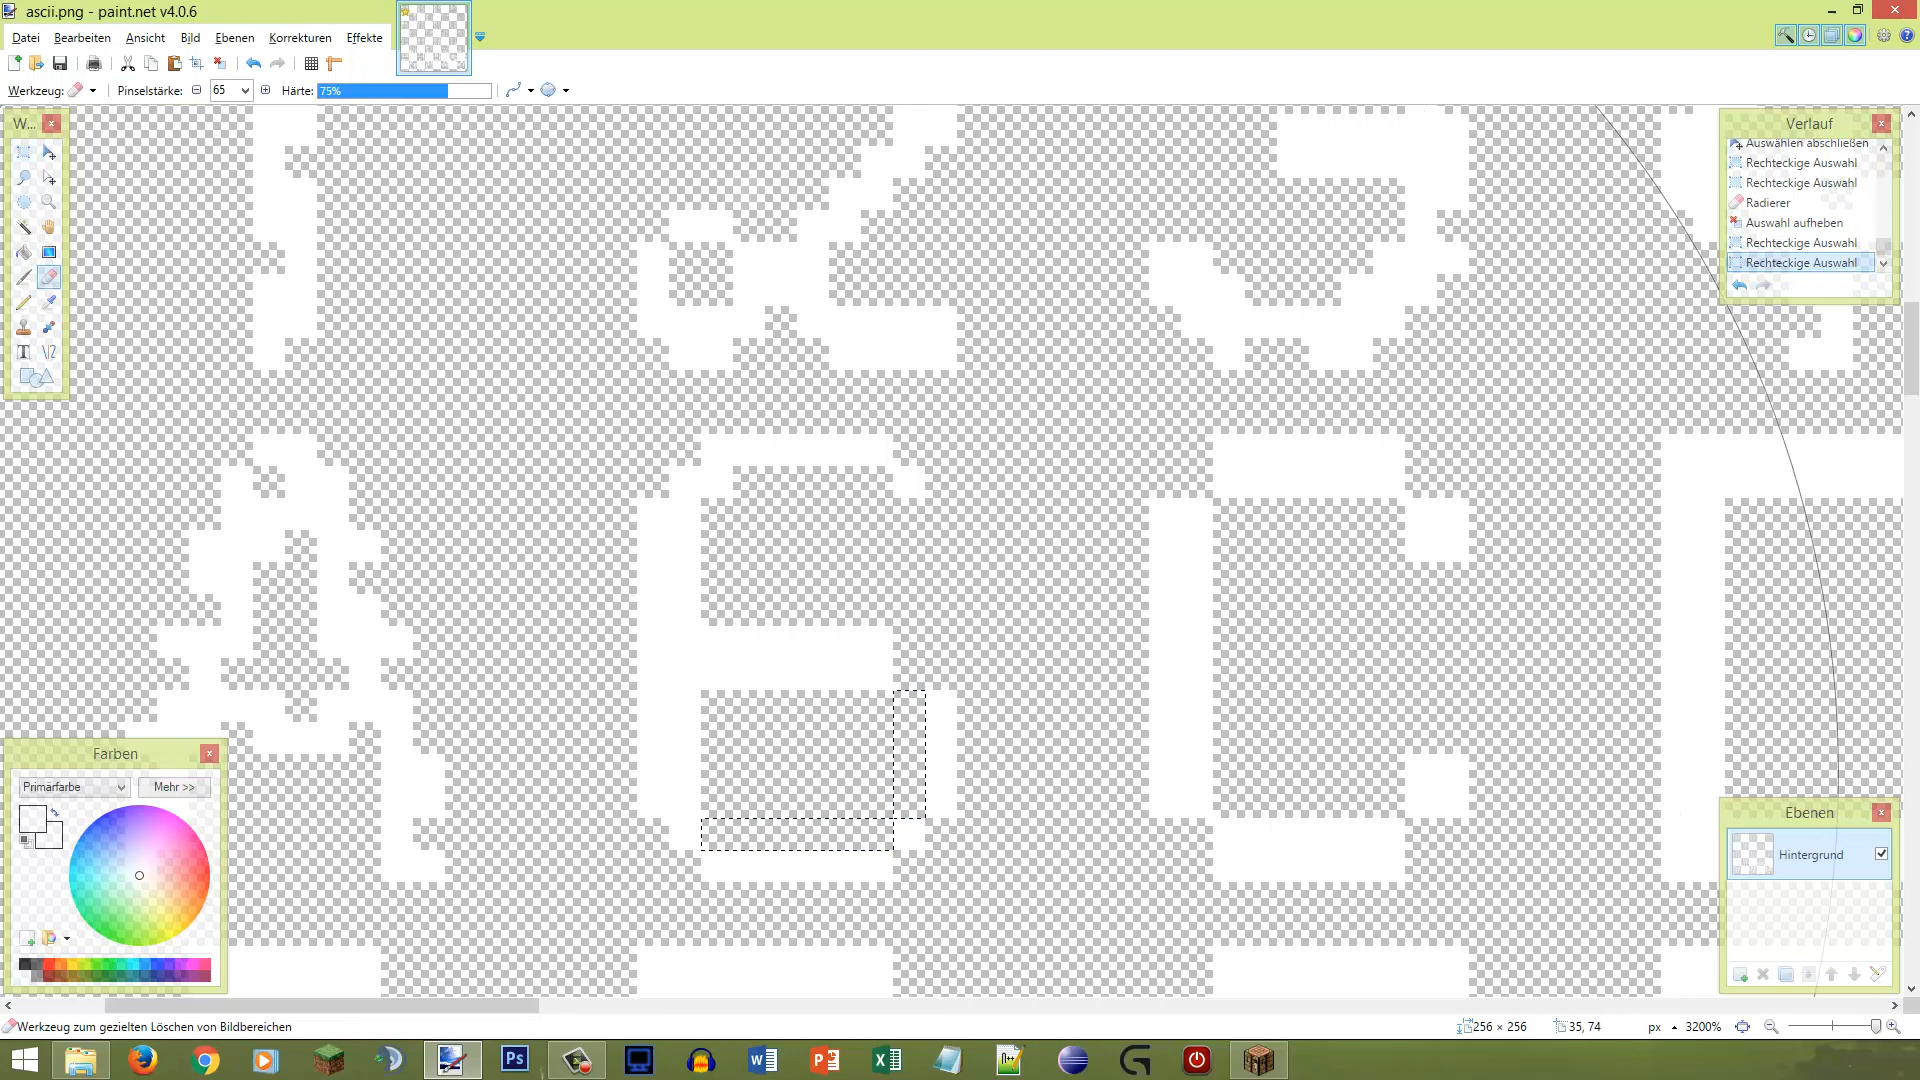 ascii.png - paint.net v4.0.6
Datei Bearbeiten Ansicht Bild Ebenen Korrekturen Effekte
Werkzeug: Pinselstärke: 65 Härte: 75%
W...
Verlauf
Auswählen abschließen
Rechteckige Auswahl
Rechteckige Auswahl
Radierer
Auswahl aufheben
Rechteckige Auswahl
Rechteckige Auswahl
Farben
Primärfarbe Mehr >>
Ebenen
Hintergrund
Werkzeug zum gezielten Löschen von Bildbereichen 256 × 256 35, 74 px 3200%